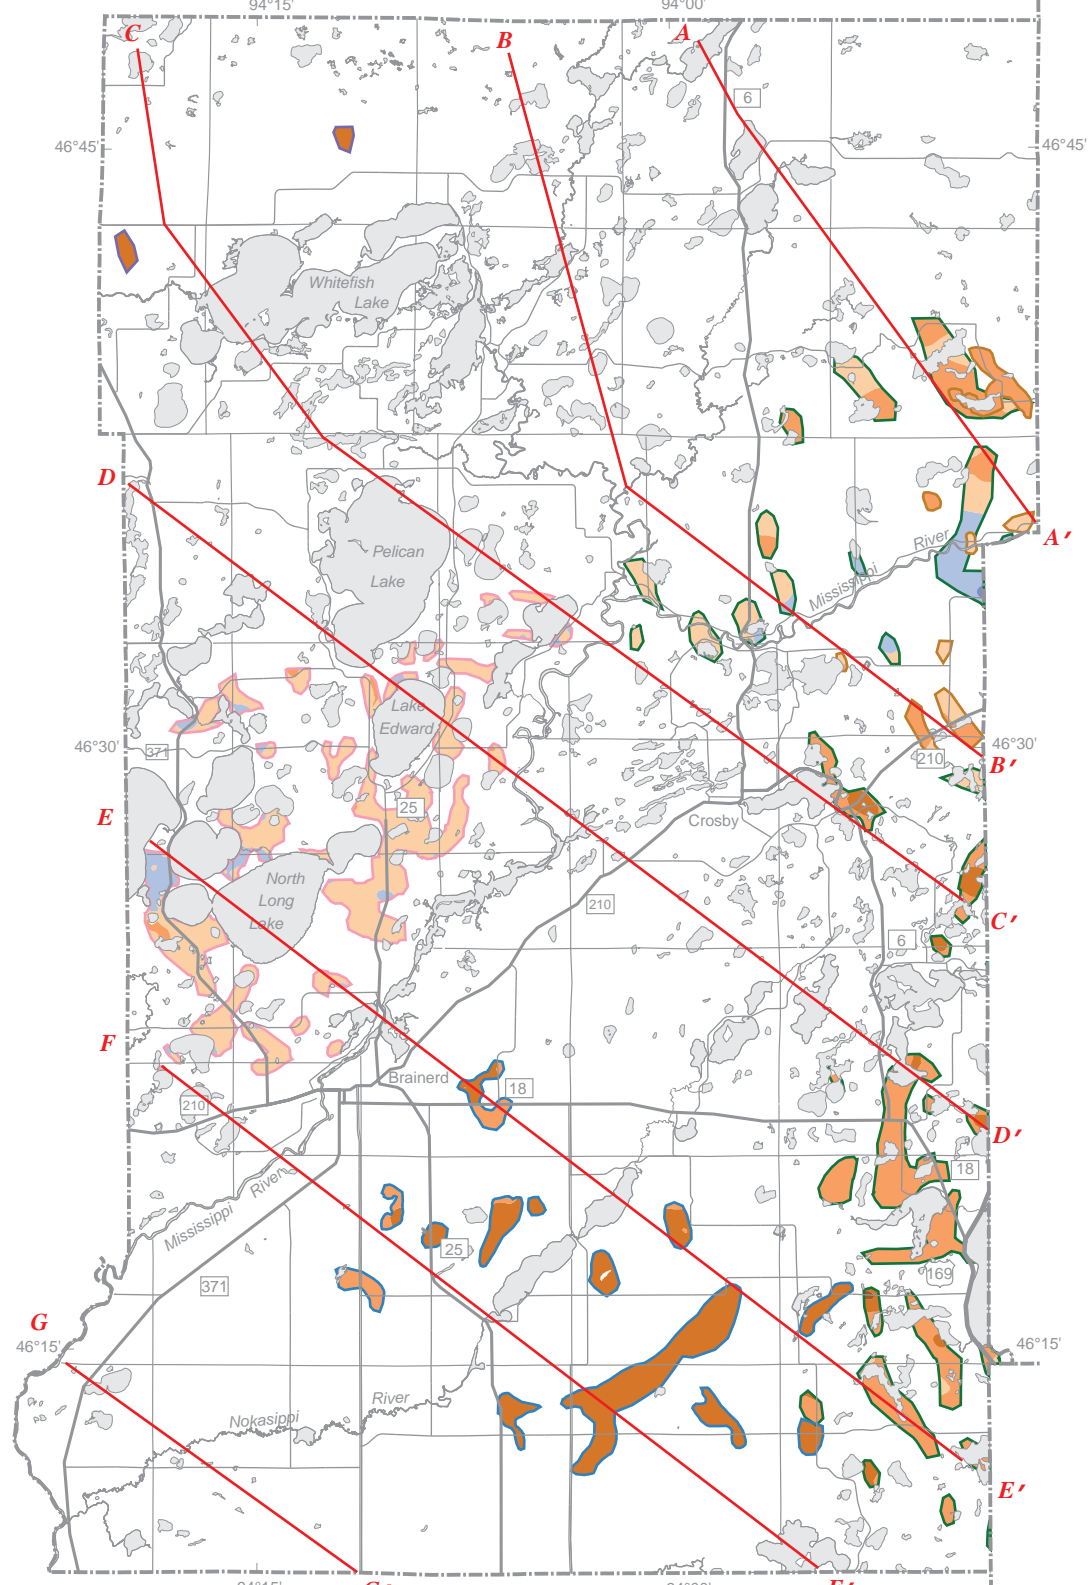 94°15'
94°00'
C
B
A
6
46°45'
46°45'
Whitefish
Lake
D
A′
River
Mississippi
Pelican
Lake
Lake
Edward
46°30'
371
46°30'
210
B′
25
E
Crosby
North
Long
Lake
210
C′
6
F
Brainerd
18
210
D′
18
River
Mississippi
25
169
371
G
46°15'
46°15'
River
Nokasippi
E′